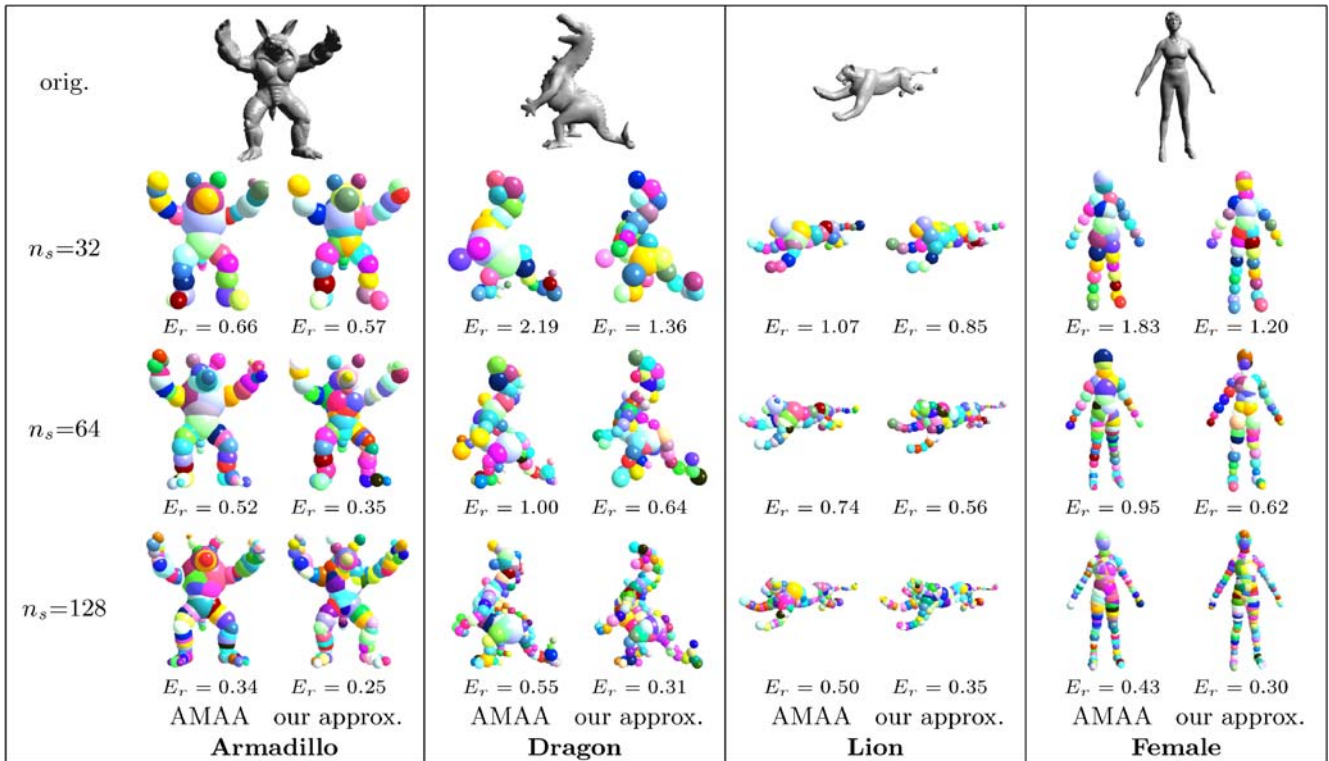 orig.
n_s=32
E_r = 0.66 E_r = 0.57 E_r = 2.19 E_r = 1.36 E_r = 1.07 E_r = 0.85 E_r = 1.83 E_r = 1.20
n_s=64
E_r = 0.52 E_r = 0.35 E_r = 1.00 E_r = 0.64 E_r = 0.74 E_r = 0.56 E_r = 0.95 E_r = 0.62
n_s=128
E_r = 0.34 E_r = 0.25 E_r = 0.55 E_r = 0.31 E_r = 0.50 E_r = 0.35 E_r = 0.43 E_r = 0.30
AMAA our approx. AMAA our approx. AMAA our approx. AMAA our approx.
Armadillo Dragon Lion Female